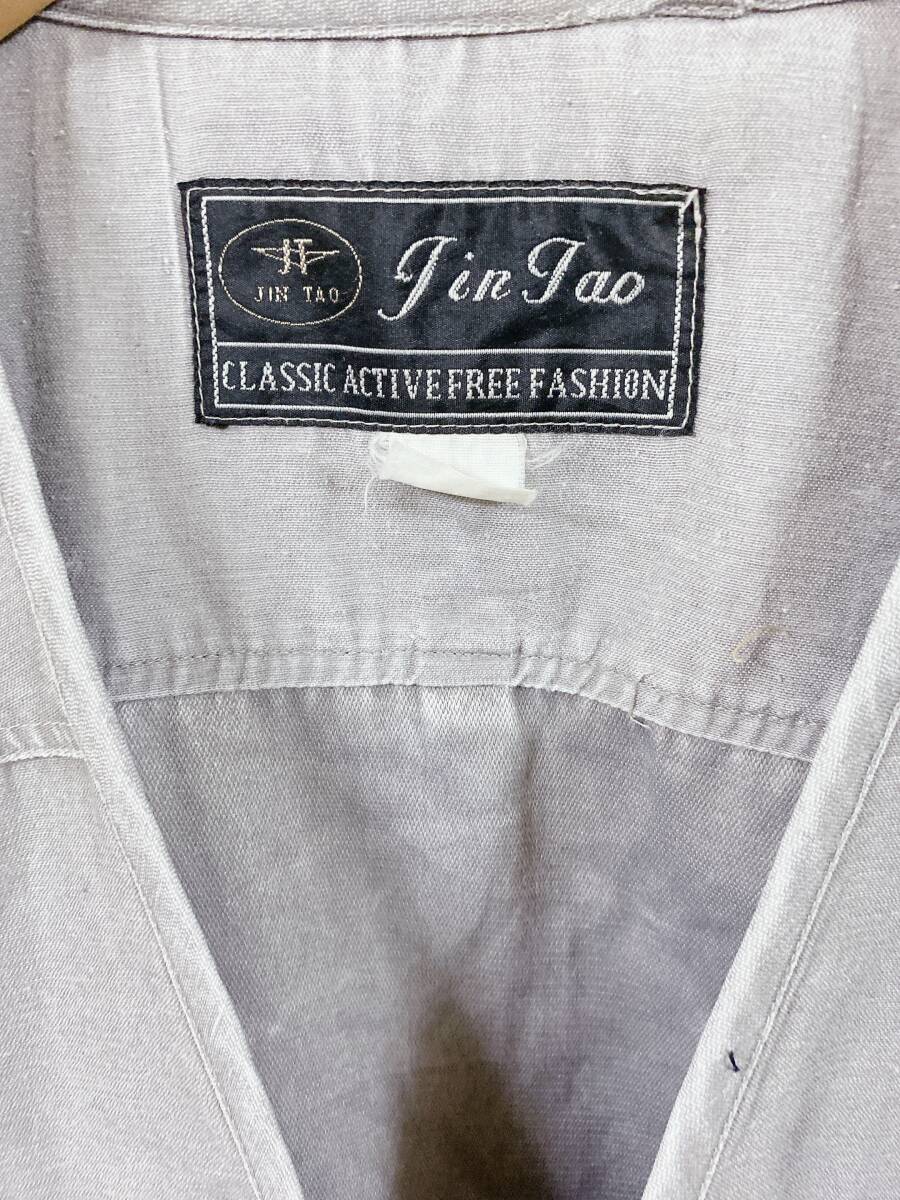 JT
JIN TAO
Jin Tao
CLASSIC ACTIVE FREE FASHION